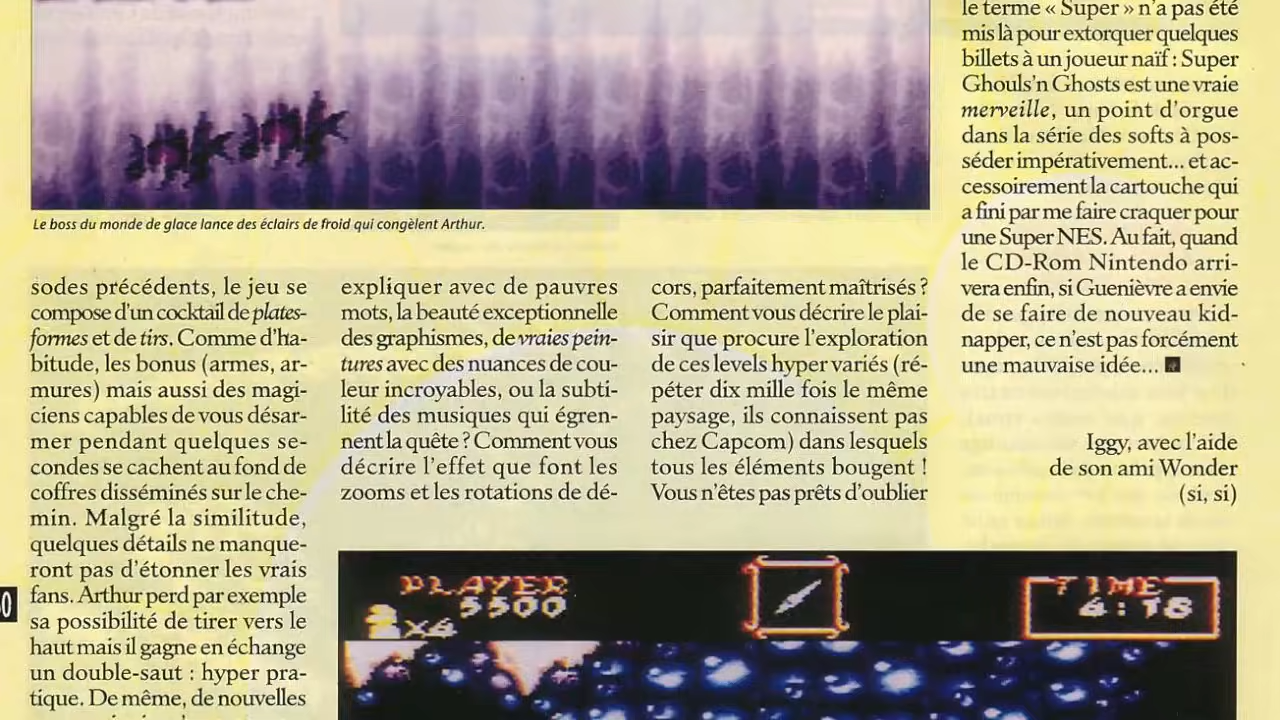 Le boss du monde de glace lance des éclairs de froid qui congèlent Arthur.
sodes précédents, le jeu se
compose d'un cocktail de plates-
formes et de tirs. Comme d'ha-
bitude, les bonus (armes, ar-
mures) mais aussi des magi-
ciens capables de vous désar-
mer pendant quelques se-
condes se cachent au fond de
coffres disséminés sur le che-
min. Malgré la similitude,
quelques détails ne manque-
ront pas d'étonner les vrais
fans. Arthur perd par exemple
sa possibilité de tirer vers le
haut mais il gagne en échange
un double-saut : hyper pra-
tique. De même, de nouvelles
expliquer avec de pauvres
mots, la beauté exceptionnelle
des graphismes, de vraies pein-
tures avec des nuances de cou-
leur incroyables, ou la subti-
lité des musiques qui égren-
nent la quête ? Comment vous
décrire l'effet que font les
zooms et les rotations de dé-
cors, parfaitement maîtrisés ?
Comment vous décrire le plai-
sir que procure l'exploration
de ces levels hyper variés (ré-
péter dix mille fois le même
paysage, ils connaissent pas
chez Capcom) dans lesquels
tous les éléments bougent !
Vous n'êtes pas prêts d'oublier
le terme « Super » n'a pas été
mis là pour extorquer quelques
billets à un joueur naïf : Super
Ghouls'n Ghosts est une vraie
merveille, un point d'orgue
dans la série des softs à pos-
séder impérativement... et ac-
cessoirement la cartouche qui
a fini par me faire craquer pour
une Super NES. Au fait, quand
le CD-Rom Nintendo arri-
vera enfin, si Guenièvre a envie
de se faire de nouveau kid-
napper, ce n'est pas forcément
une mauvaise idée...
Iggy, avec l'aide
de son ami Wonder
(si, si)
PLAYER
5500
x4
TIME
4:18
0